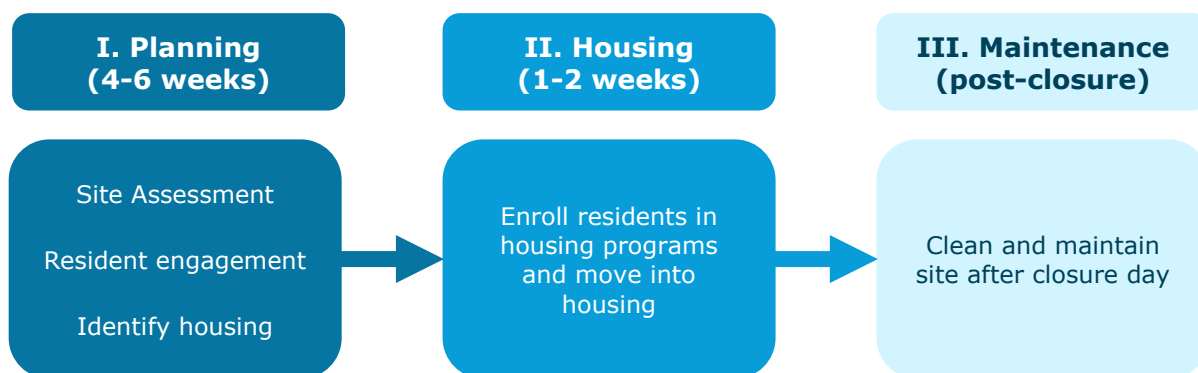 I. Planning
(4-6 weeks)
II. Housing
(1-2 weeks)
III. Maintenance
(post-closure)
Site Assessment
Resident engagement
Identify housing
Enroll residents in
housing programs
and move into
housing
Clean and maintain
site after closure day